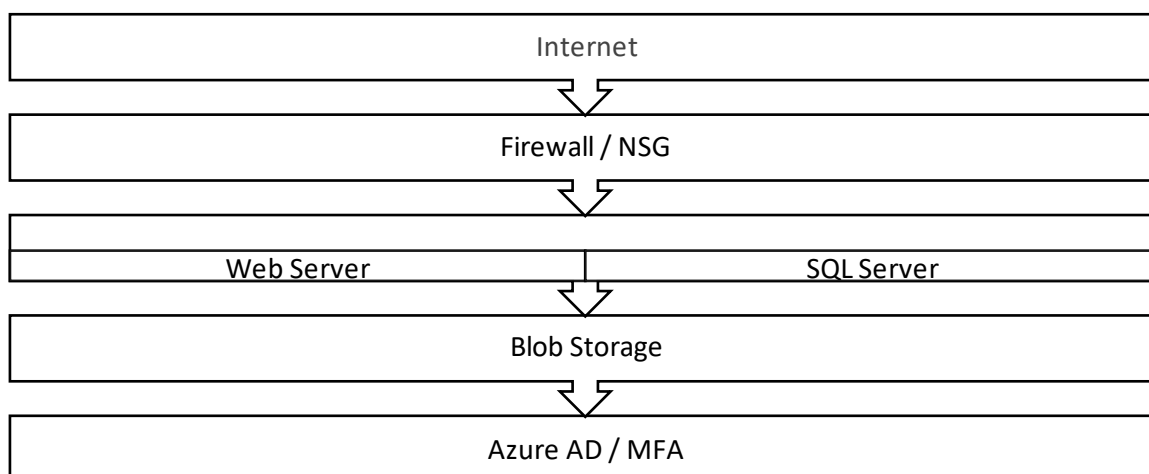 Internet
Firewall / NSG
Web Server
SQL Server
Blob Storage
Azure AD / MFA